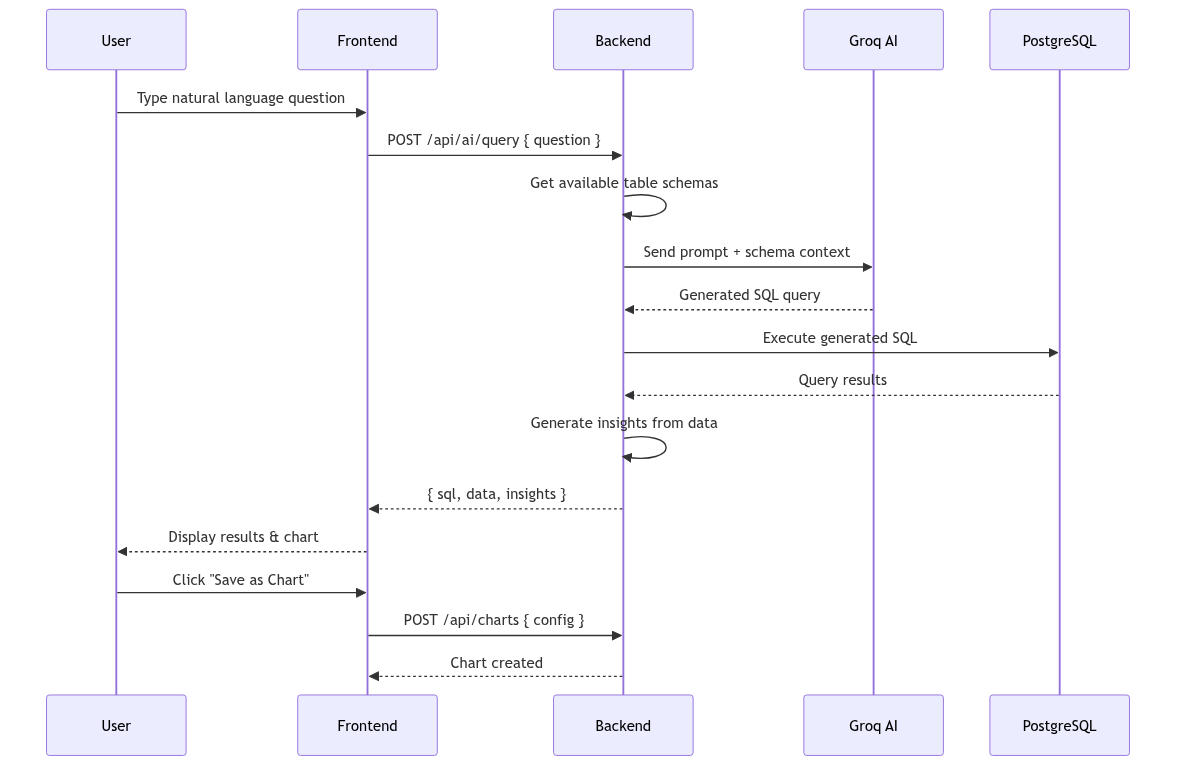 User
Frontend
Backend
Groq AI
PostgreSQL
Type natural language question
POST /api/ai/query { question }
Get available table schemas
Send prompt + schema context
Generated SQL query
Execute generated SQL
Query results
Generate insights from data
{ sql, data, insights }
Display results & chart
Click "Save as Chart"
POST /api/charts { config }
Chart created
User
Frontend
Backend
Groq AI
PostgreSQL